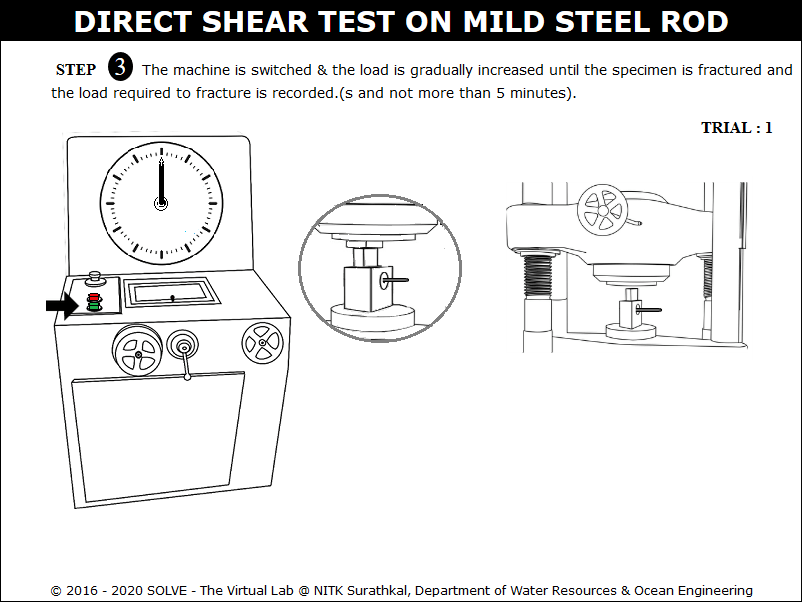 DIRECT SHEAR TEST ON MILD STEEL ROD
STEP 3 The machine is switched & the load is gradually increased until the specimen is fractured and
the load required to fracture is recorded.(s and not more than 5 minutes).
TRIAL : 1
© 2016 - 2020 SOLVE - The Virtual Lab @ NITK Surathkal, Department of Water Resources & Ocean Engineering